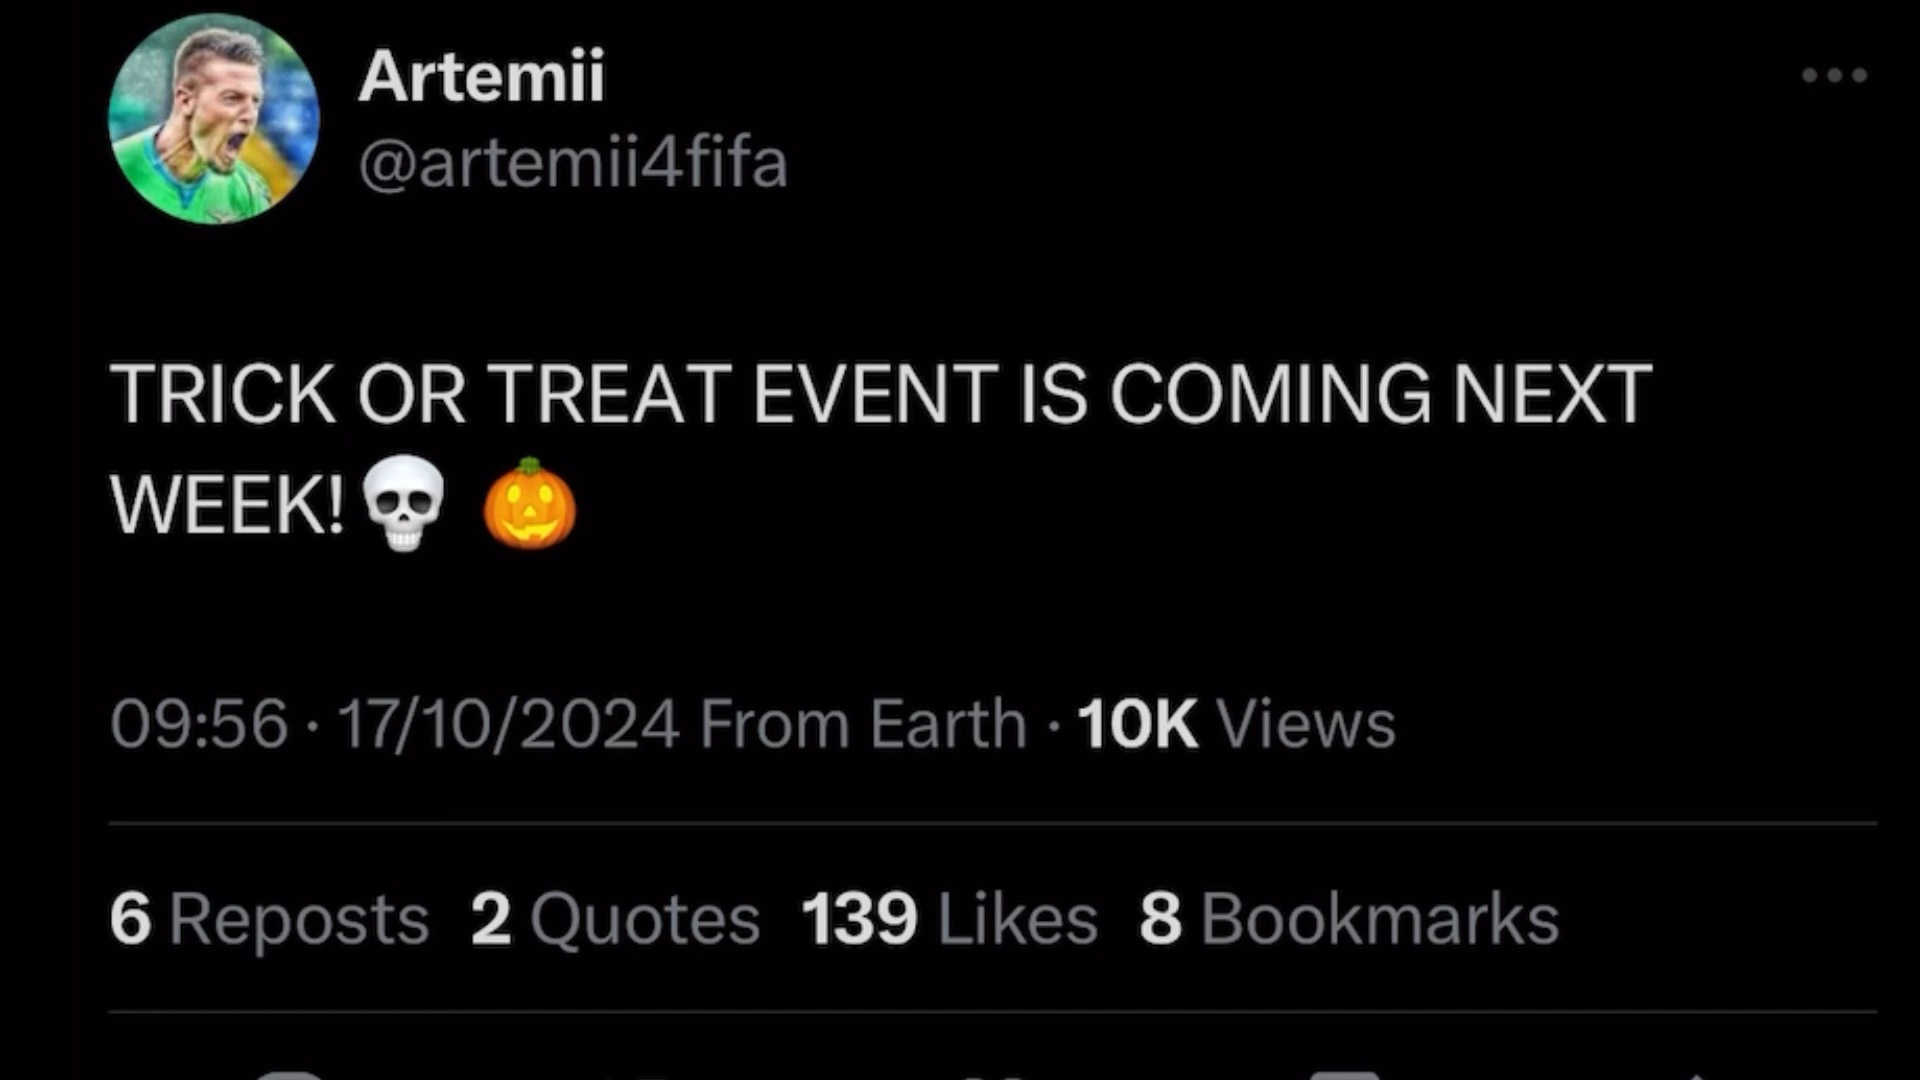 Artemii
@artemii4fifa
TRICK OR TREAT EVENT IS COMING NEXT
WEEK!💀 🎃
09:56 · 17/10/2024 From Earth · 10K Views
6 Reposts 2 Quotes 139 Likes 8 Bookmarks